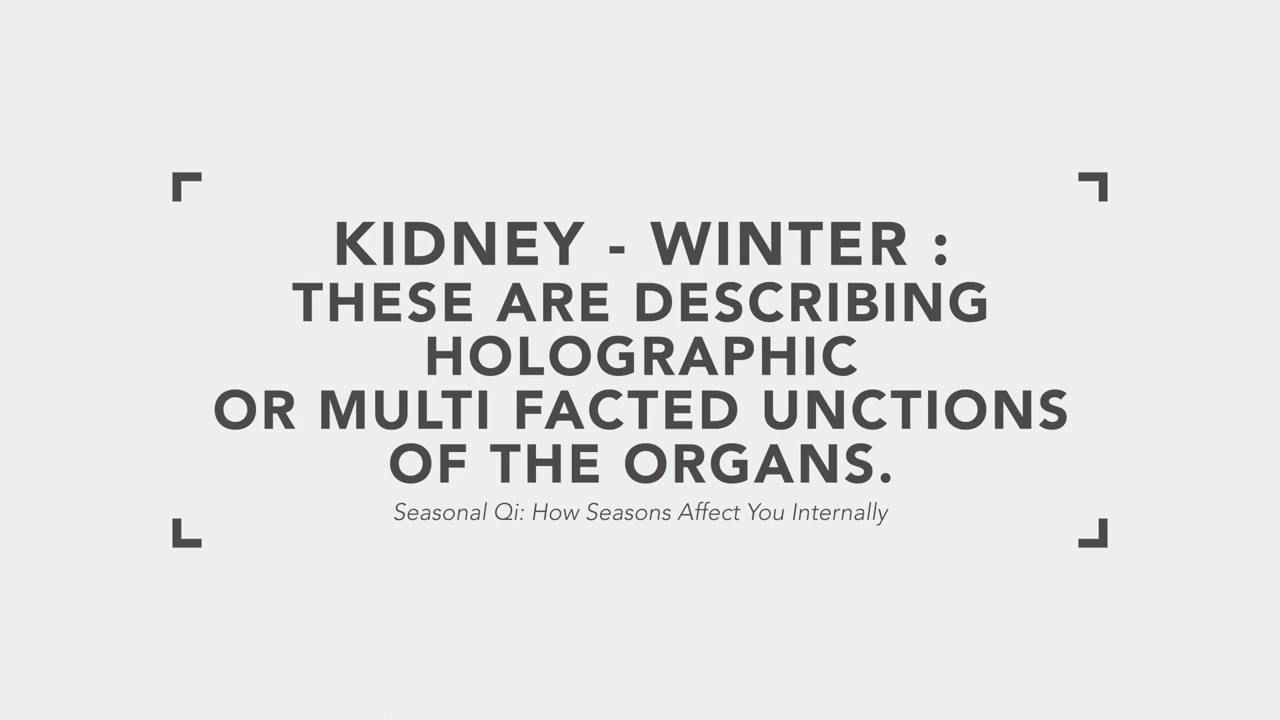 KIDNEY - WINTER :
THESE ARE DESCRIBING
HOLOGRAPHIC
OR MULTI FACTED UNCTIONS
OF THE ORGANS.
Seasonal Qi: How Seasons Affect You Internally